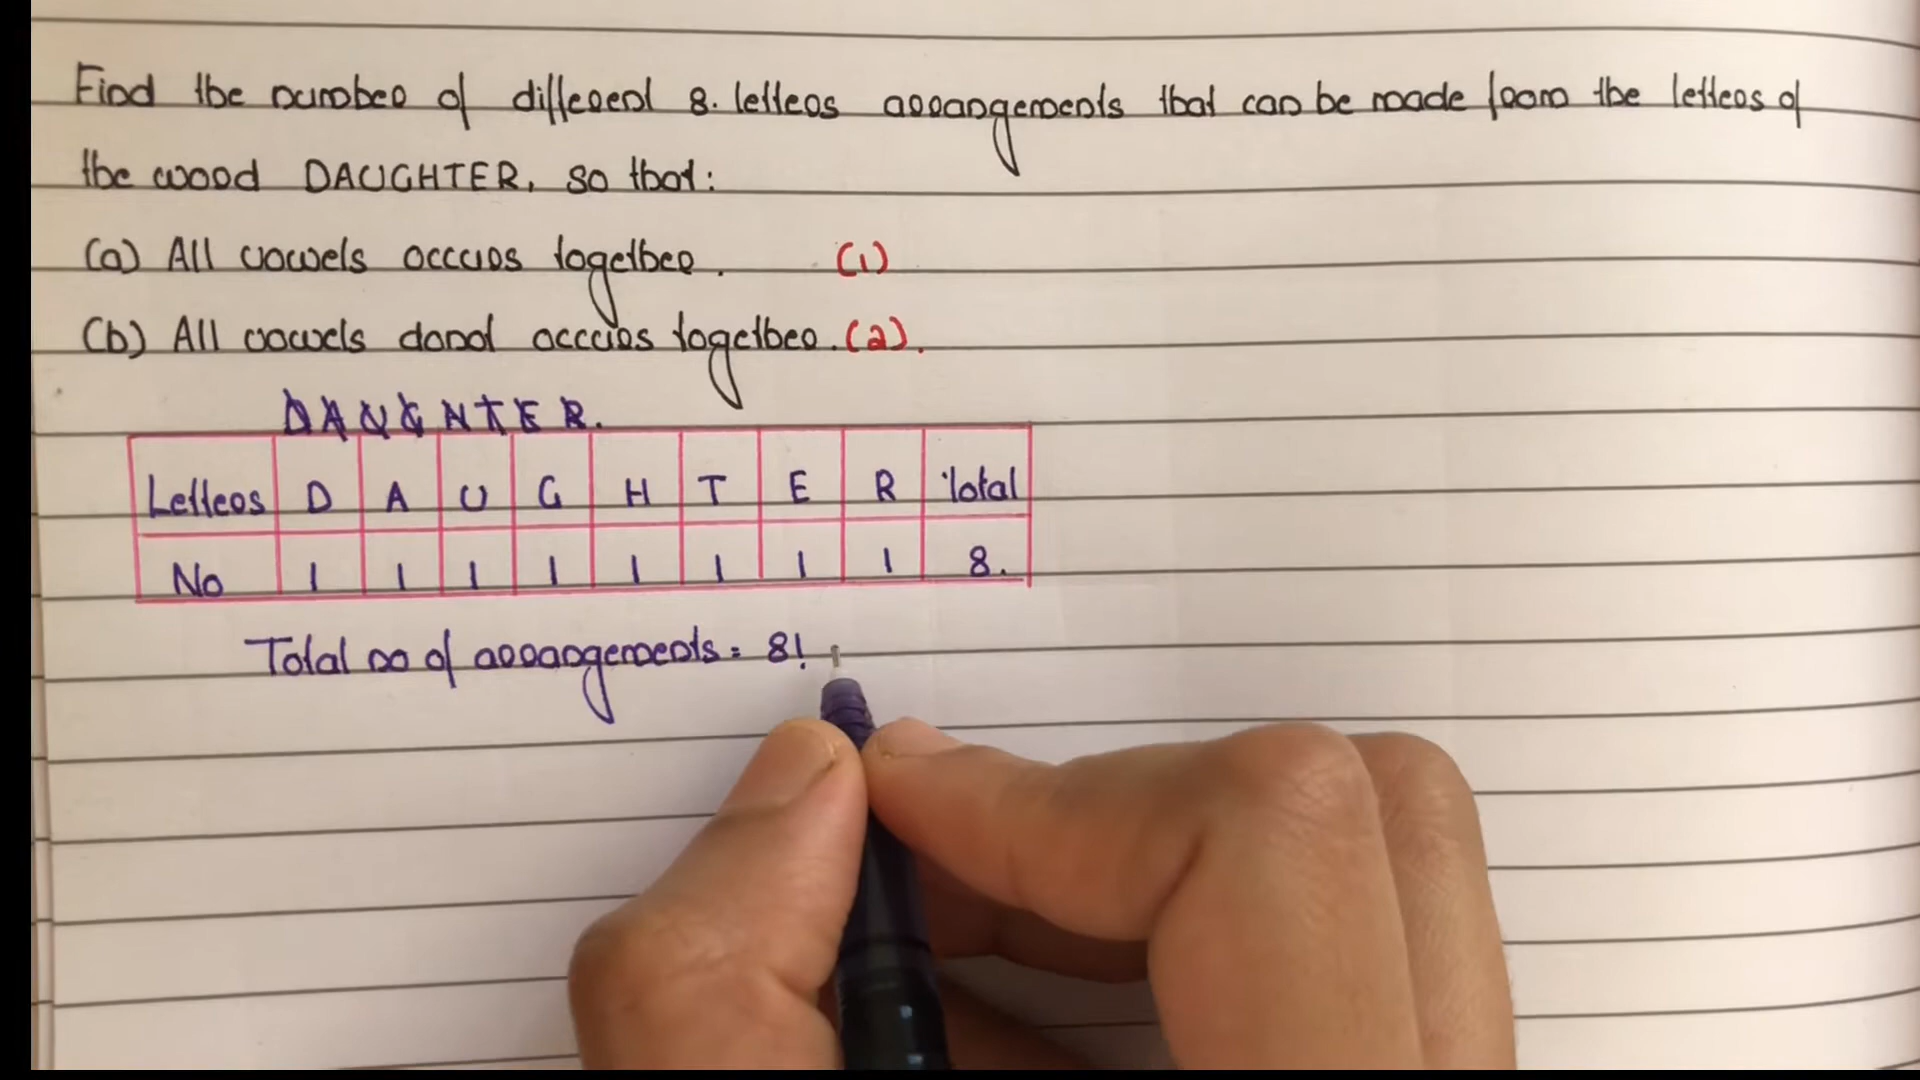 Find the number of different 8. letters arrangements that can be made from the letters of
the word DAUGHTER, so that:
(a) All vowels occurs together. (1)
(b) All vowels donot occurs together. (2).
DAUGHTER.
Letters D A U G H T E R Total
No 1 1 1 1 1 1 1 1 8.
Total no of arrangements = 8!